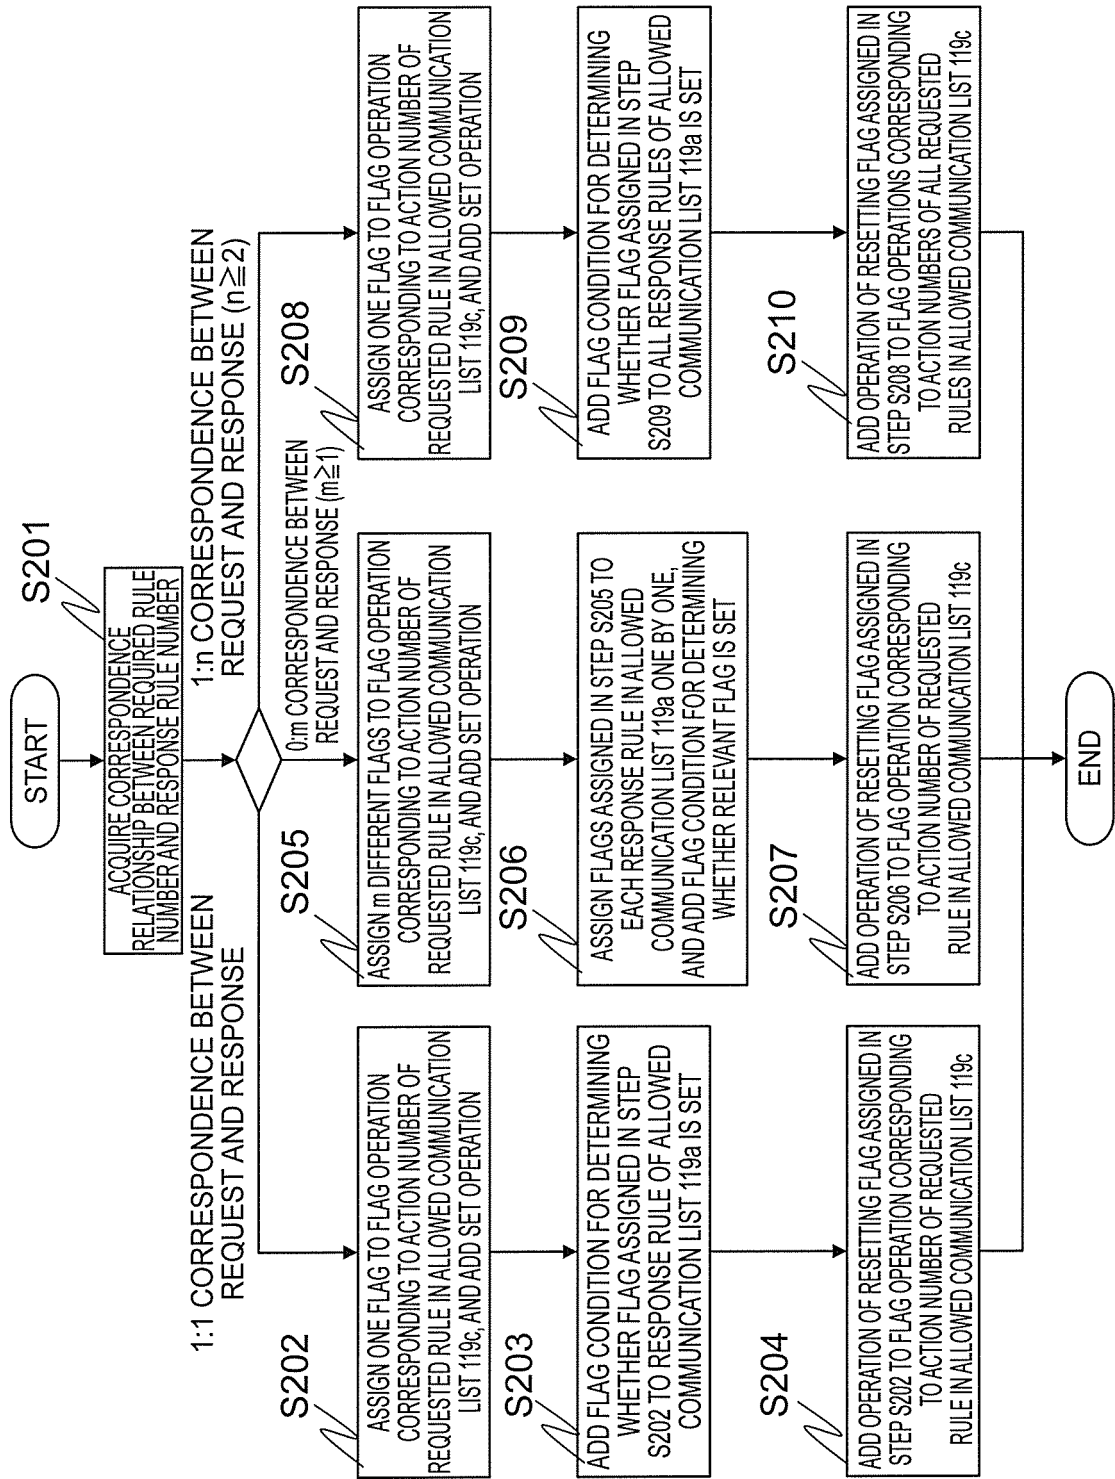 START
S201
ACQUIRE CORRESPONDENCE
RELATIONSHIP BETWEEN REQUIRED RULE
NUMBER AND RESPONSE RULE NUMBER
1:1 CORRESPONDENCE BETWEEN
REQUEST AND RESPONSE
0:m CORRESPONDENCE BETWEEN
REQUEST AND RESPONSE (m≧1)
1:n CORRESPONDENCE BETWEEN
REQUEST AND RESPONSE (n≧2)
S202
ASSIGN ONE FLAG TO FLAG OPERATION
CORRESPONDING TO ACTION NUMBER OF
REQUESTED RULE IN ALLOWED COMMUNICATION
LIST 119c, AND ADD SET OPERATION
S203
ADD FLAG CONDITION FOR DETERMINING
WHETHER FLAG ASSIGNED IN STEP
S202 TO RESPONSE RULE OF ALLOWED
COMMUNICATION LIST 119a IS SET
S204
ADD OPERATION OF RESETTING FLAG ASSIGNED IN
STEP S202 TO FLAG OPERATION CORRESPONDING
TO ACTION NUMBER OF REQUESTED
RULE IN ALLOWED COMMUNICATION LIST 119c
S205
ASSIGN m DIFFERENT FLAGS TO FLAG OPERATION
CORRESPONDING TO ACTION NUMBER OF
REQUESTED RULE IN ALLOWED COMMUNICATION
LIST 119c, AND ADD SET OPERATION
S206
ASSIGN FLAGS ASSIGNED IN STEP S205 TO
EACH RESPONSE RULE IN ALLOWED
COMMUNICATION LIST 119a ONE BY ONE,
AND ADD FLAG CONDITION FOR DETERMINING
WHETHER RELEVANT FLAG IS SET
S207
ADD OPERATION OF RESETTING FLAG ASSIGNED IN
STEP S206 TO FLAG OPERATION CORRESPONDING
TO ACTION NUMBER OF REQUESTED
RULE IN ALLOWED COMMUNICATION LIST 119c
S208
ASSIGN ONE FLAG TO FLAG OPERATION
CORRESPONDING TO ACTION NUMBER OF
REQUESTED RULE IN ALLOWED COMMUNICATION
LIST 119c, AND ADD SET OPERATION
S209
ADD FLAG CONDITION FOR DETERMINING
WHETHER FLAG ASSIGNED IN STEP
S209 TO ALL RESPONSE RULES OF ALLOWED
COMMUNICATION LIST 119a IS SET
S210
ADD OPERATION OF RESETTING FLAG ASSIGNED IN
STEP S208 TO FLAG OPERATIONS CORRESPONDING
TO ACTION NUMBERS OF ALL REQUESTED
RULES IN ALLOWED COMMUNICATION LIST 119c
END